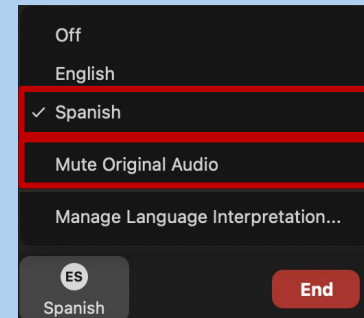 Off
English
✓ Spanish
Mute Original Audio
Manage Language Interpretation...
ES
Spanish
End